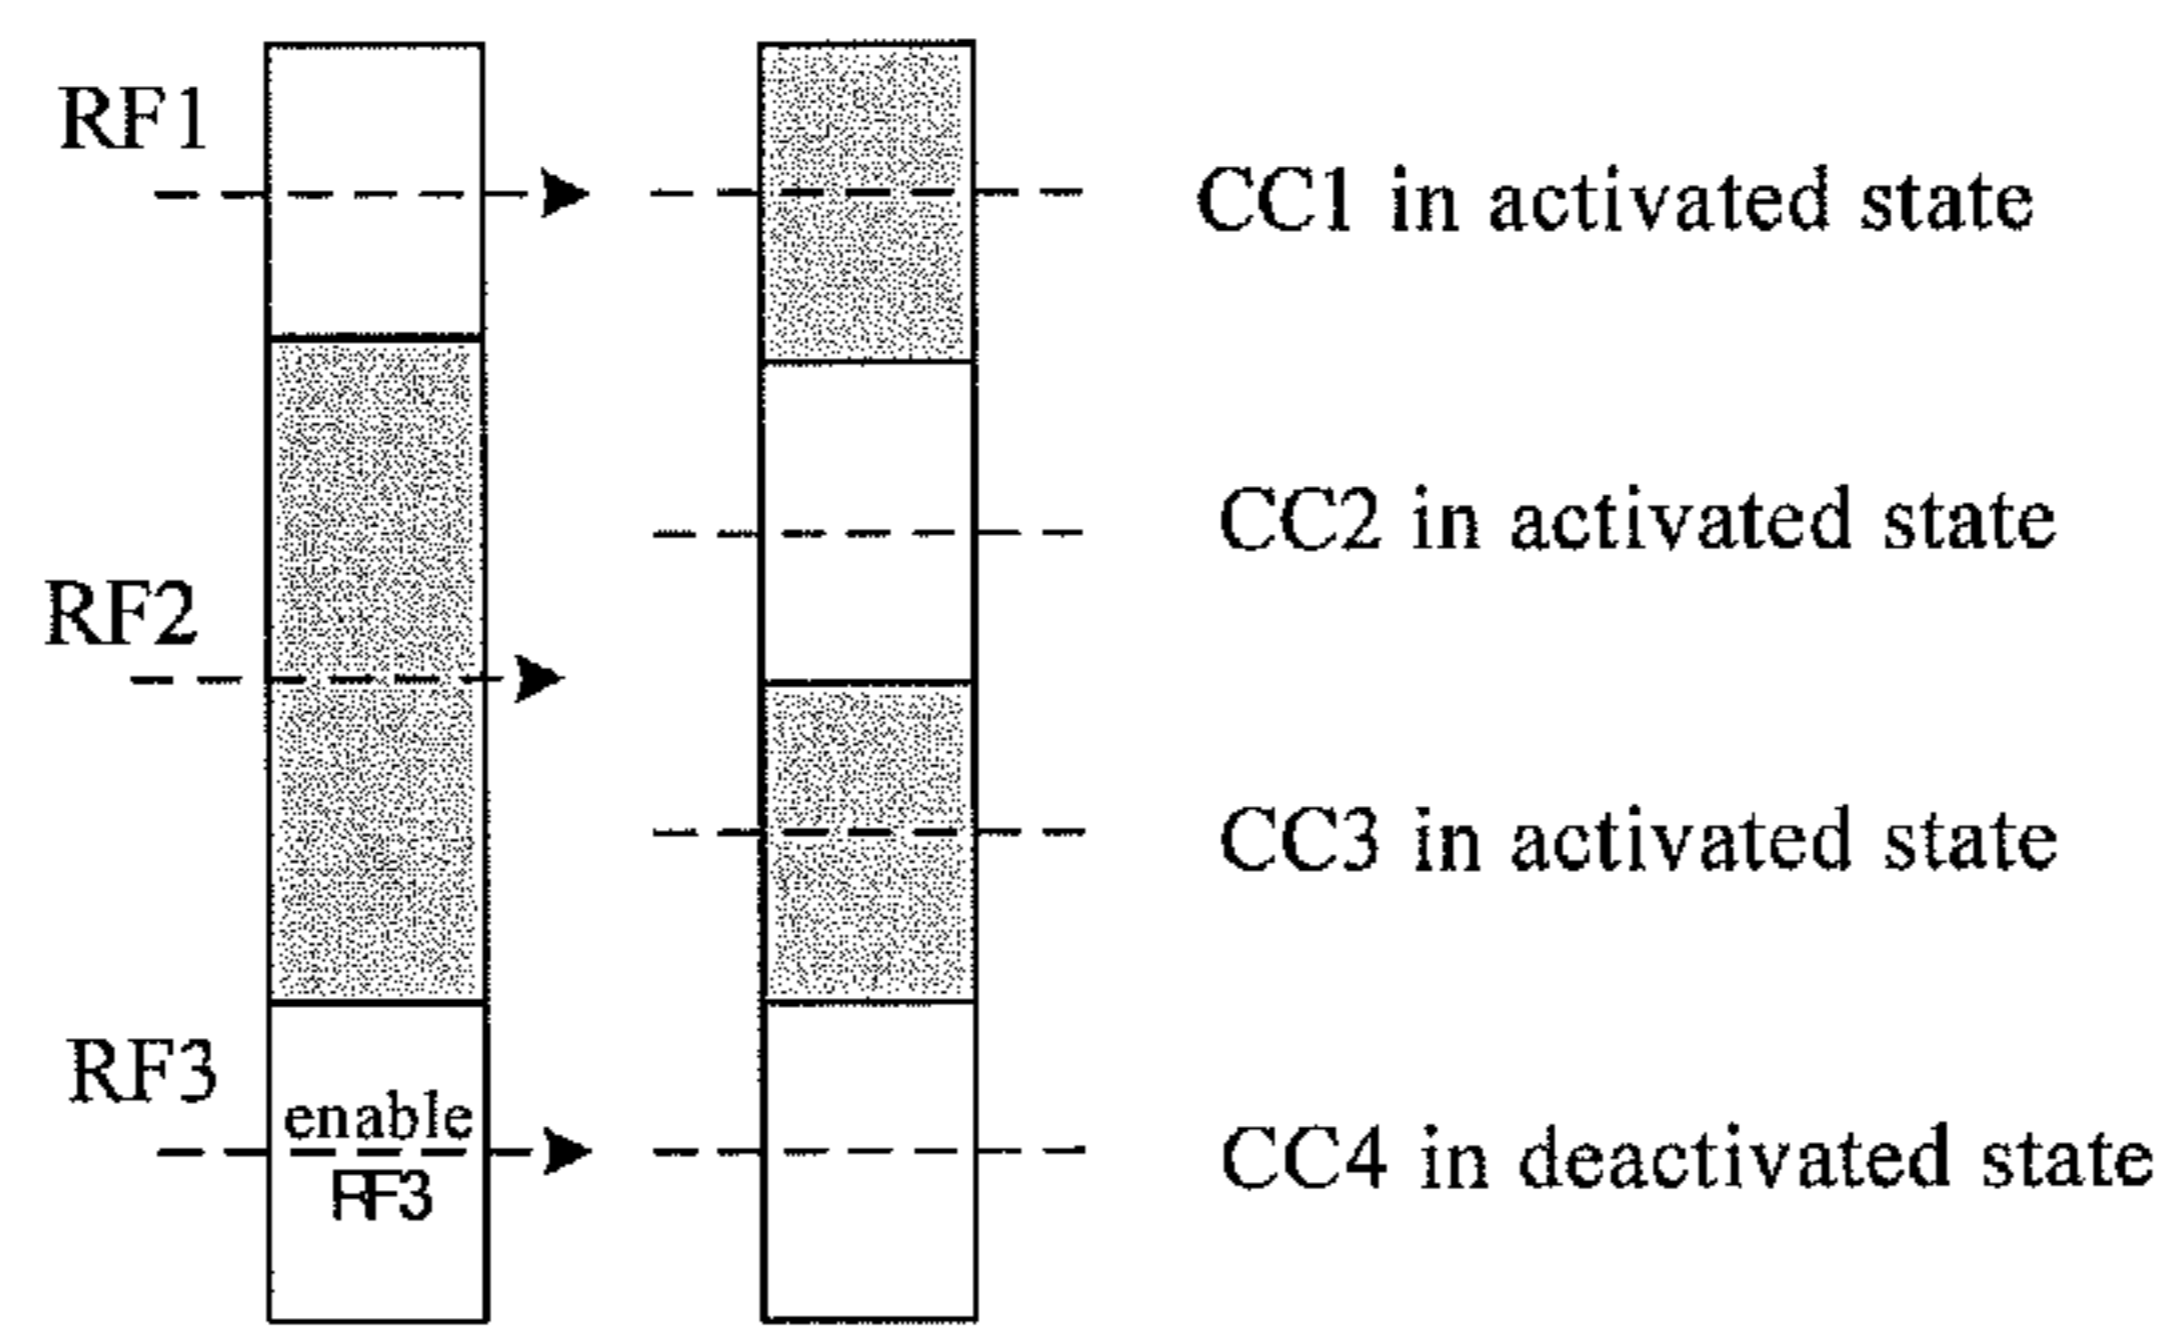 RF1
CC1 in activated state
CC2 in activated state
RF2
CC3 in activated state
RF3
enable
RF3
CC4 in deactivated state